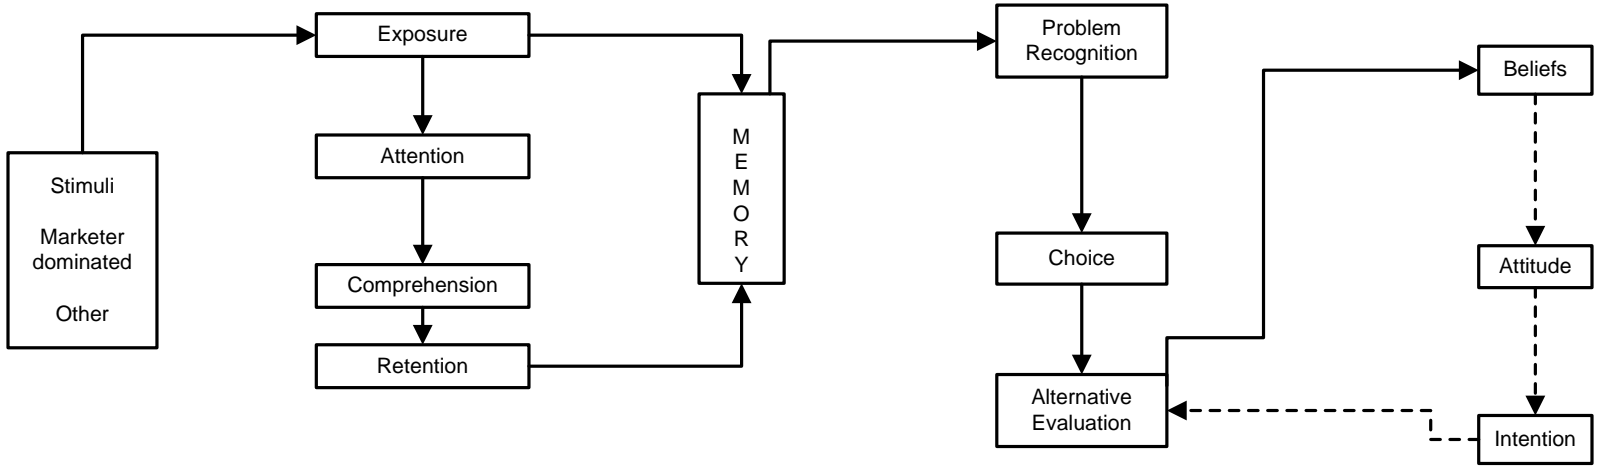 Stimuli
Marketer
dominated
Other
Exposure
Attention
Comprehension
Retention
M
E
M
O
R
Y
Problem
Recognition
Choice
Alternative
Evaluation
Beliefs
Attitude
Intention